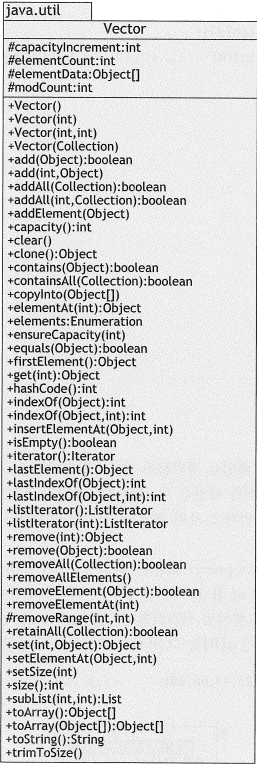 java.util
Vector
#capacityIncrement:int
#elementCount:int
#elementData:Object[]
#modCount:int
+Vector()
+Vector(int)
+Vector(int,int)
+Vector(Collection)
+add(Object):boolean
+add(int,Object)
+addAll(Collection):boolean
+addAll(int,Collection):boolean
+addElement(Object)
+capacity():int
+clear()
+clone():Object
+contains(Object):boolean
+containsAll(Collection):boolean
+copyInto(Object[])
+elementAt(int):Object
+elements:Enumeration
+ensureCapacity(int)
+equals(Object):boolean
+firstElement():Object
+get(int):Object
+hashCode():int
+indexOf(Object):int
+indexOf(Object,int):int
+insertElementAt(Object,int)
+isEmpty():boolean
+iterator():Iterator
+lastElement():Object
+lastIndexOf(Object):int
+lastIndexOf(Object,int):int
+listIterator():ListIterator
+listIterator(int):ListIterator
+remove(int):Object
+remove(Object):boolean
+removeAll(Collection):boolean
+removeAllElements()
+removeElement(Object):boolean
+removeElementAt(int)
#removeRange(int,int)
+retainAll(Collection):boolean
+set(int,Object):Object
+setElementAt(Object,int)
+setSize(int)
+size():int
+subList(int,int):List
+toArray():Object[]
+toArray(Object[]):Object[]
+toString():String
+trimToSize()